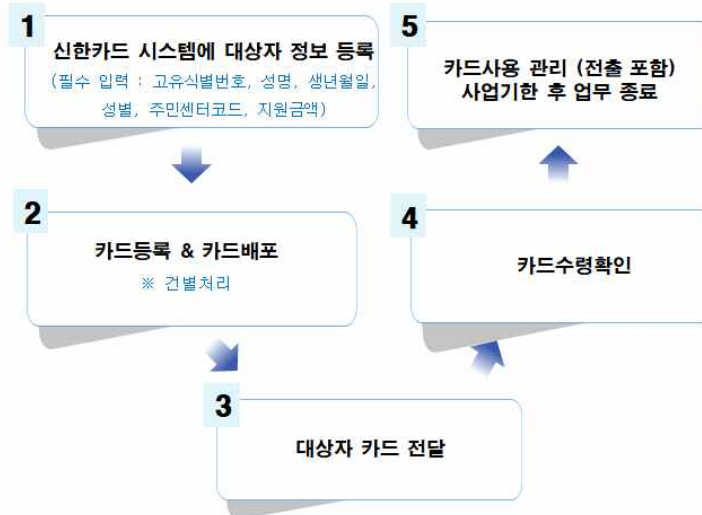 1
신한카드 시스템에 대상자 정보 등록
(필수 입력 : 고유식별번호, 성명, 생년월일,
성별, 주민센터코드, 지원금액)
2
카드등록 & 카드배포
※ 건별처리
3
대상자 카드 전달
4
카드수령확인
5
카드사용 관리 (전출 포함)
사업기한 후 업무 종료